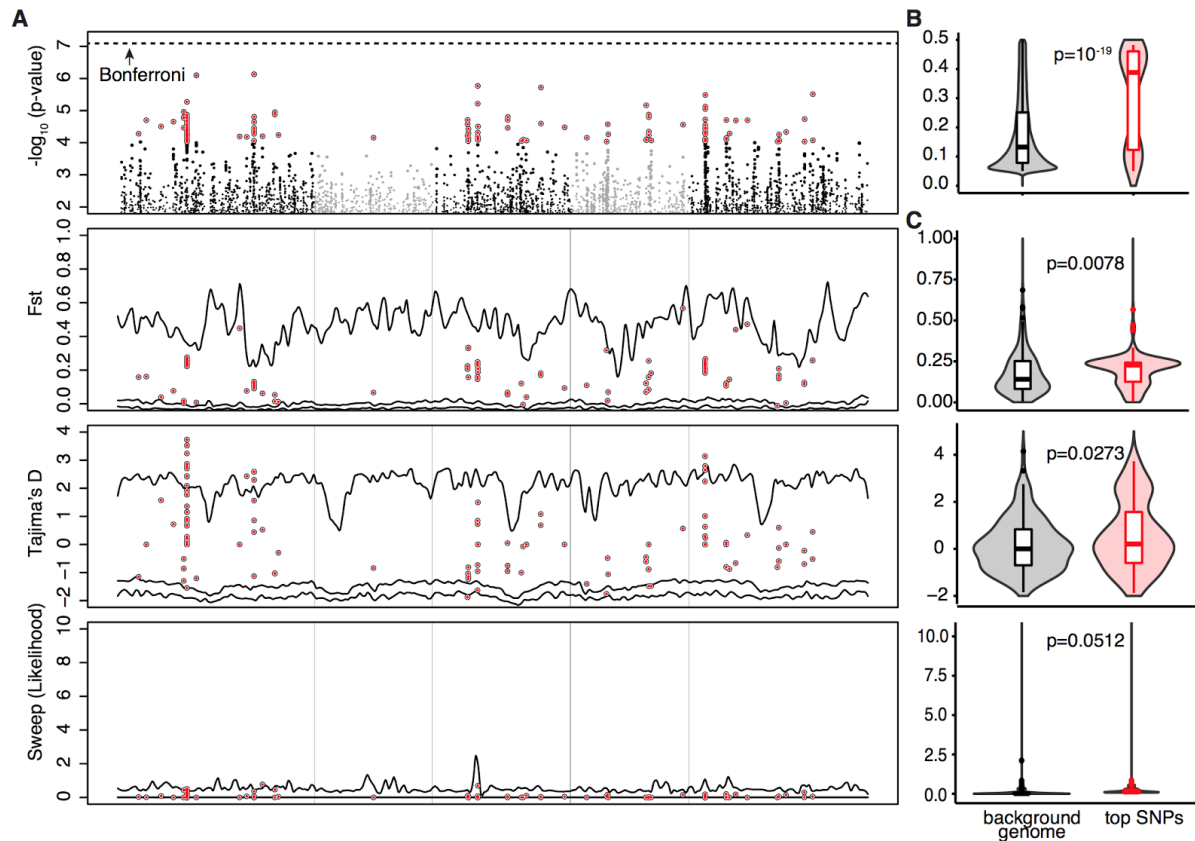 A
-log10 (p-value)
7
6
5
4
3
2
Bonferroni
Fst
1.0
0.8
0.6
0.4
0.2
0.0
Tajima's D
4
3
2
1
0
−1
−2
Sweep (Likelihood)
10
8
6
4
2
0
B
0.5
0.3
0.2
0.1
0.0
p=10-19
C
1.00
0.75
0.50
0.25
0.00
p=0.0078
4
2
0
−2
p=0.0273
10.0
7.5
5.0
2.5
0.0
p=0.0512
background
genome
top SNPs